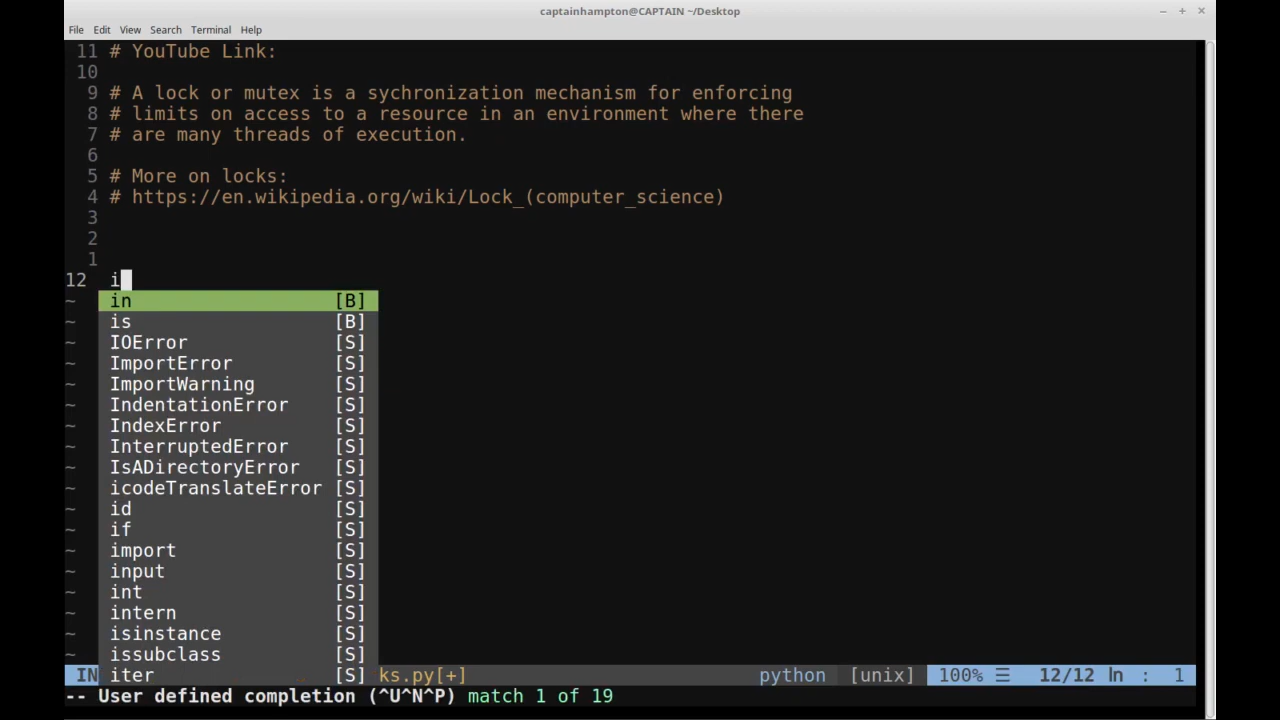 captainhampton@CAPTAIN ~/Desktop
File Edit View Search Terminal Help
11 # YouTube Link:
10
9 # A lock or mutex is a sychronization mechanism for enforcing
8 # limits on access to a resource in an environment where there
7 # are many threads of execution.
6
5 # More on locks:
4 # https://en.wikipedia.org/wiki/Lock_(computer_science)
3
2
1
12 i
~ in [B]
~ is [B]
~ IOError [S]
~ ImportError [S]
~ ImportWarning [S]
~ IndentationError [S]
~ IndexError [S]
~ InterruptedError [S]
~ IsADirectoryError [S]
~ icodeTranslateError [S]
~ id [S]
~ if [S]
~ import [S]
~ input [S]
~ int [S]
~ intern [S]
~ isinstance [S]
~ issubclass [S]
IN iter [S] ks.py[+] python [unix] 100% ☰ 12/12 ln : 1
-- User defined completion (^U^N^P) match 1 of 19